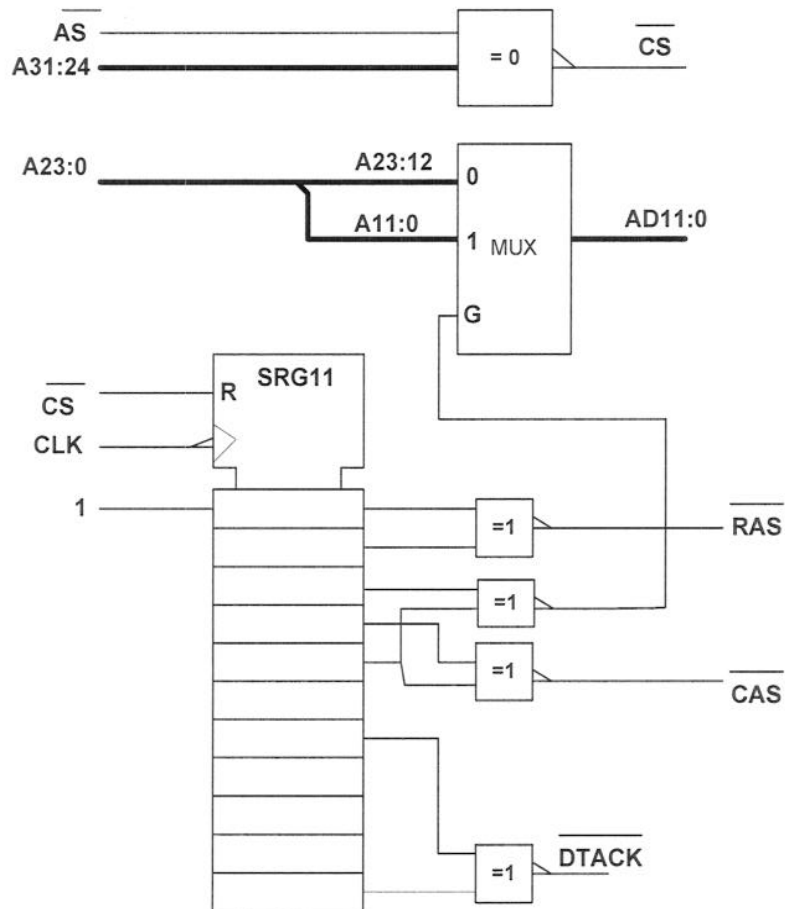 AS
A31:24
= 0
CS
A23:0
A23:12
0
A11:0
1
MUX
AD11:0
G
SRG11
CS
R
CLK
1
=1
RAS
=1
=1
CAS
=1
DTACK